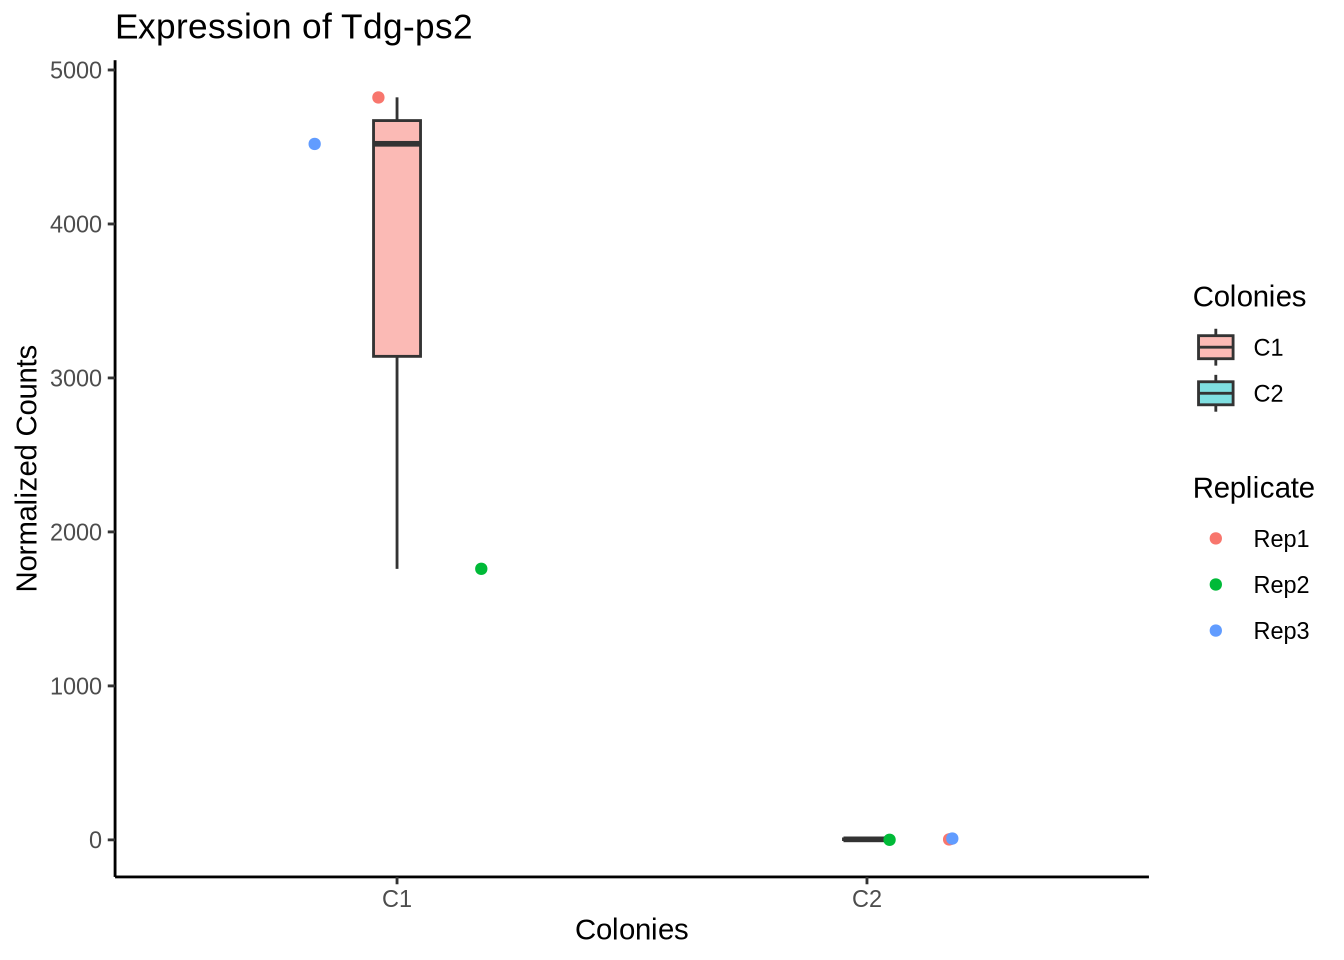 Expression of Tdg-ps2
5000
4000
3000
2000
1000
0
Normalized Counts
C1
C2
Colonies
Colonies
C1
C2
Replicate
Rep1
Rep2
Rep3